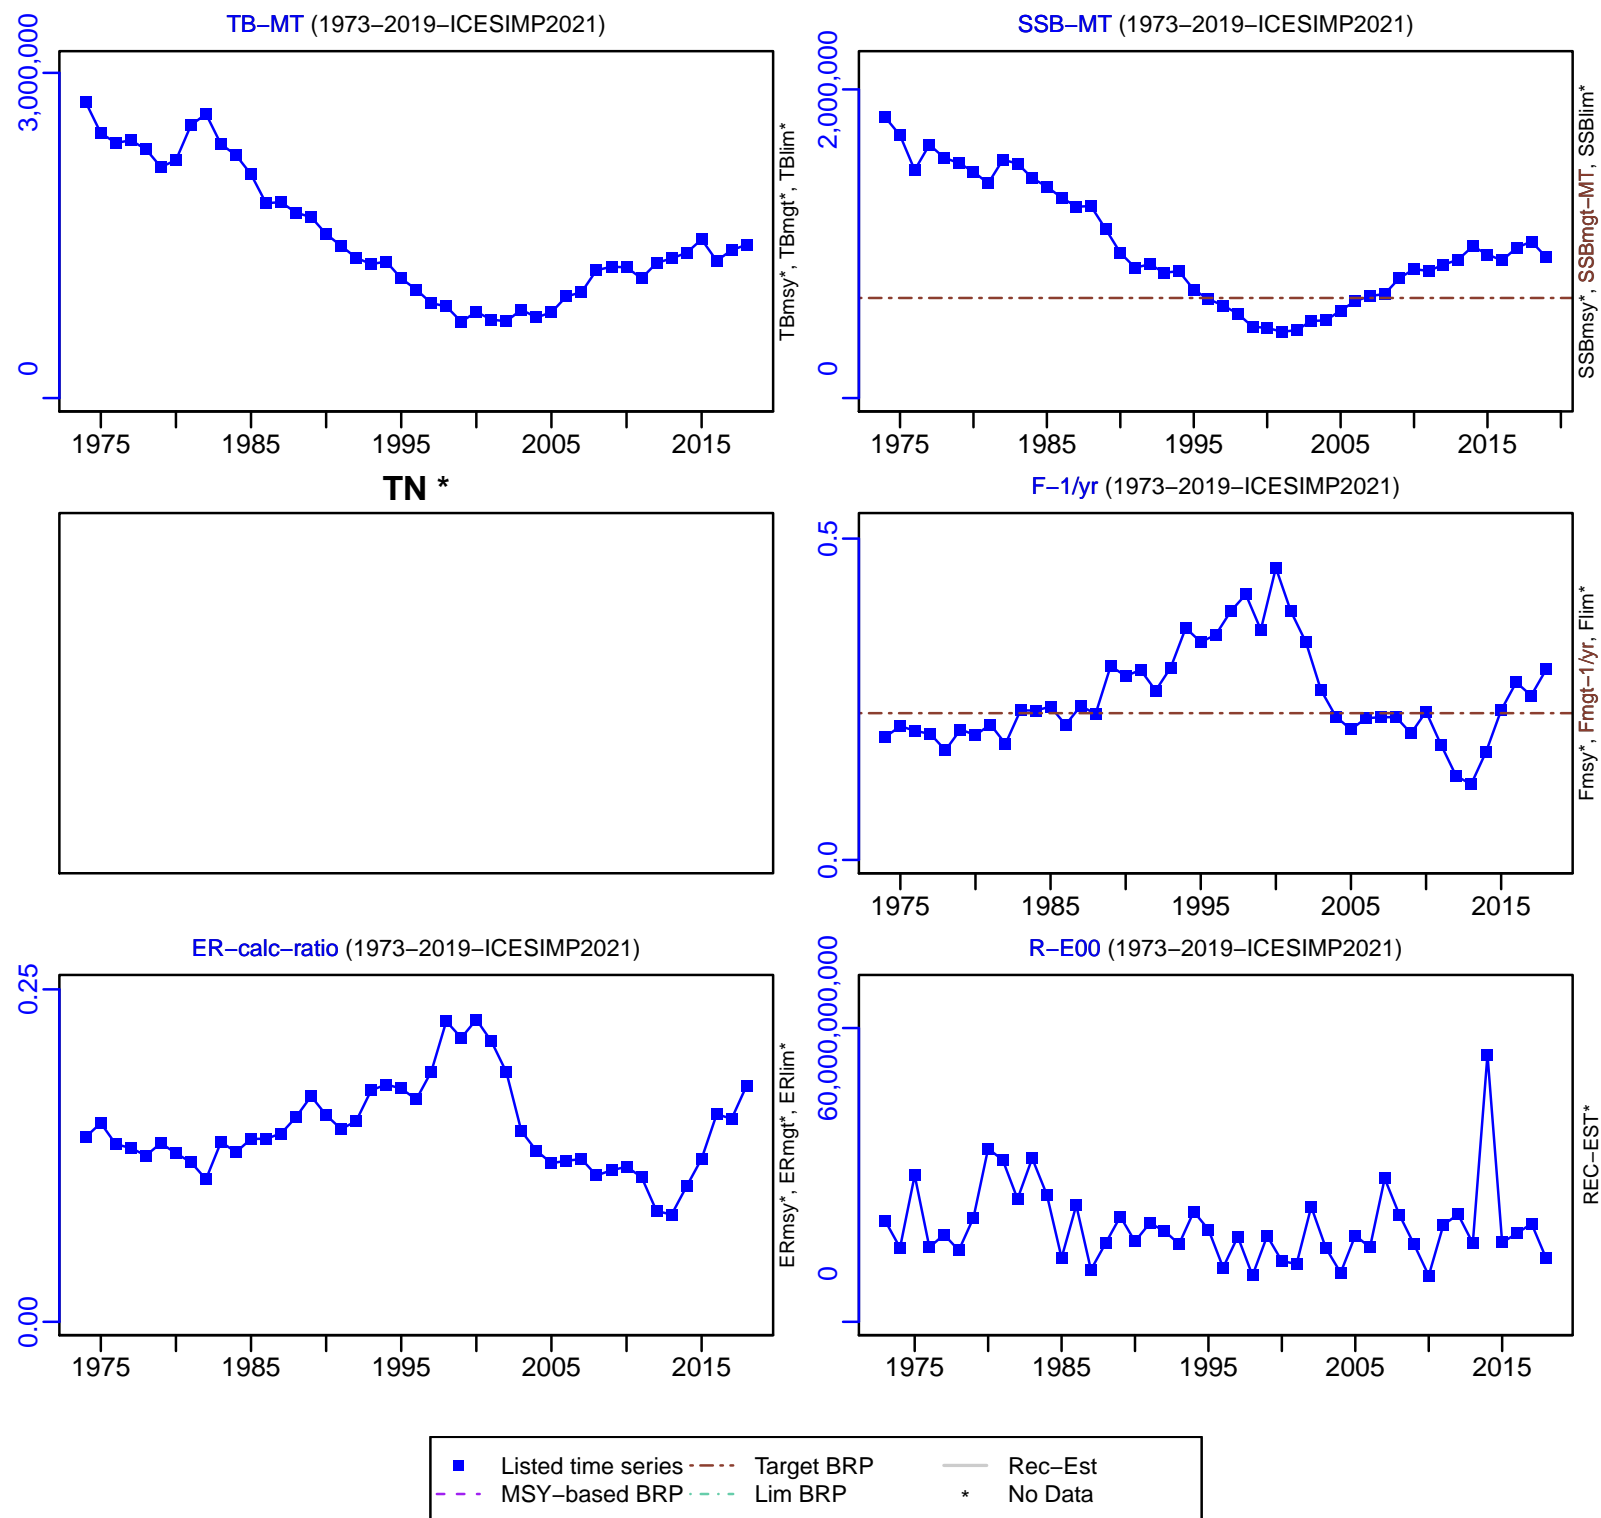 TB−MT (1973−2019−ICESIMP2021)
3,000,000
0
1975 1985 1995 2005 2015
TBmsy*, TBmgt*, TBlim*
SSB−MT (1973−2019−ICESIMP2021)
2,000,000
0
1975 1985 1995 2005 2015
SSBmsy*, SSBmgt−MT, SSBlim*
TN *
F−1/yr (1973−2019−ICESIMP2021)
0.5
0.0
1975 1985 1995 2005 2015
Fmsy*, Fmgt−1/yr, Flim*
ER−calc−ratio (1973−2019−ICESIMP2021)
0.25
0.00
1975 1985 1995 2005 2015
ERmsy*, ERmgt*, ERlim*
R−E00 (1973−2019−ICESIMP2021)
60,000,000,000
0
1975 1985 1995 2005 2015
REC−EST*
Listed time series Target BRP Rec−Est
MSY−based BRP Lim BRP * No Data